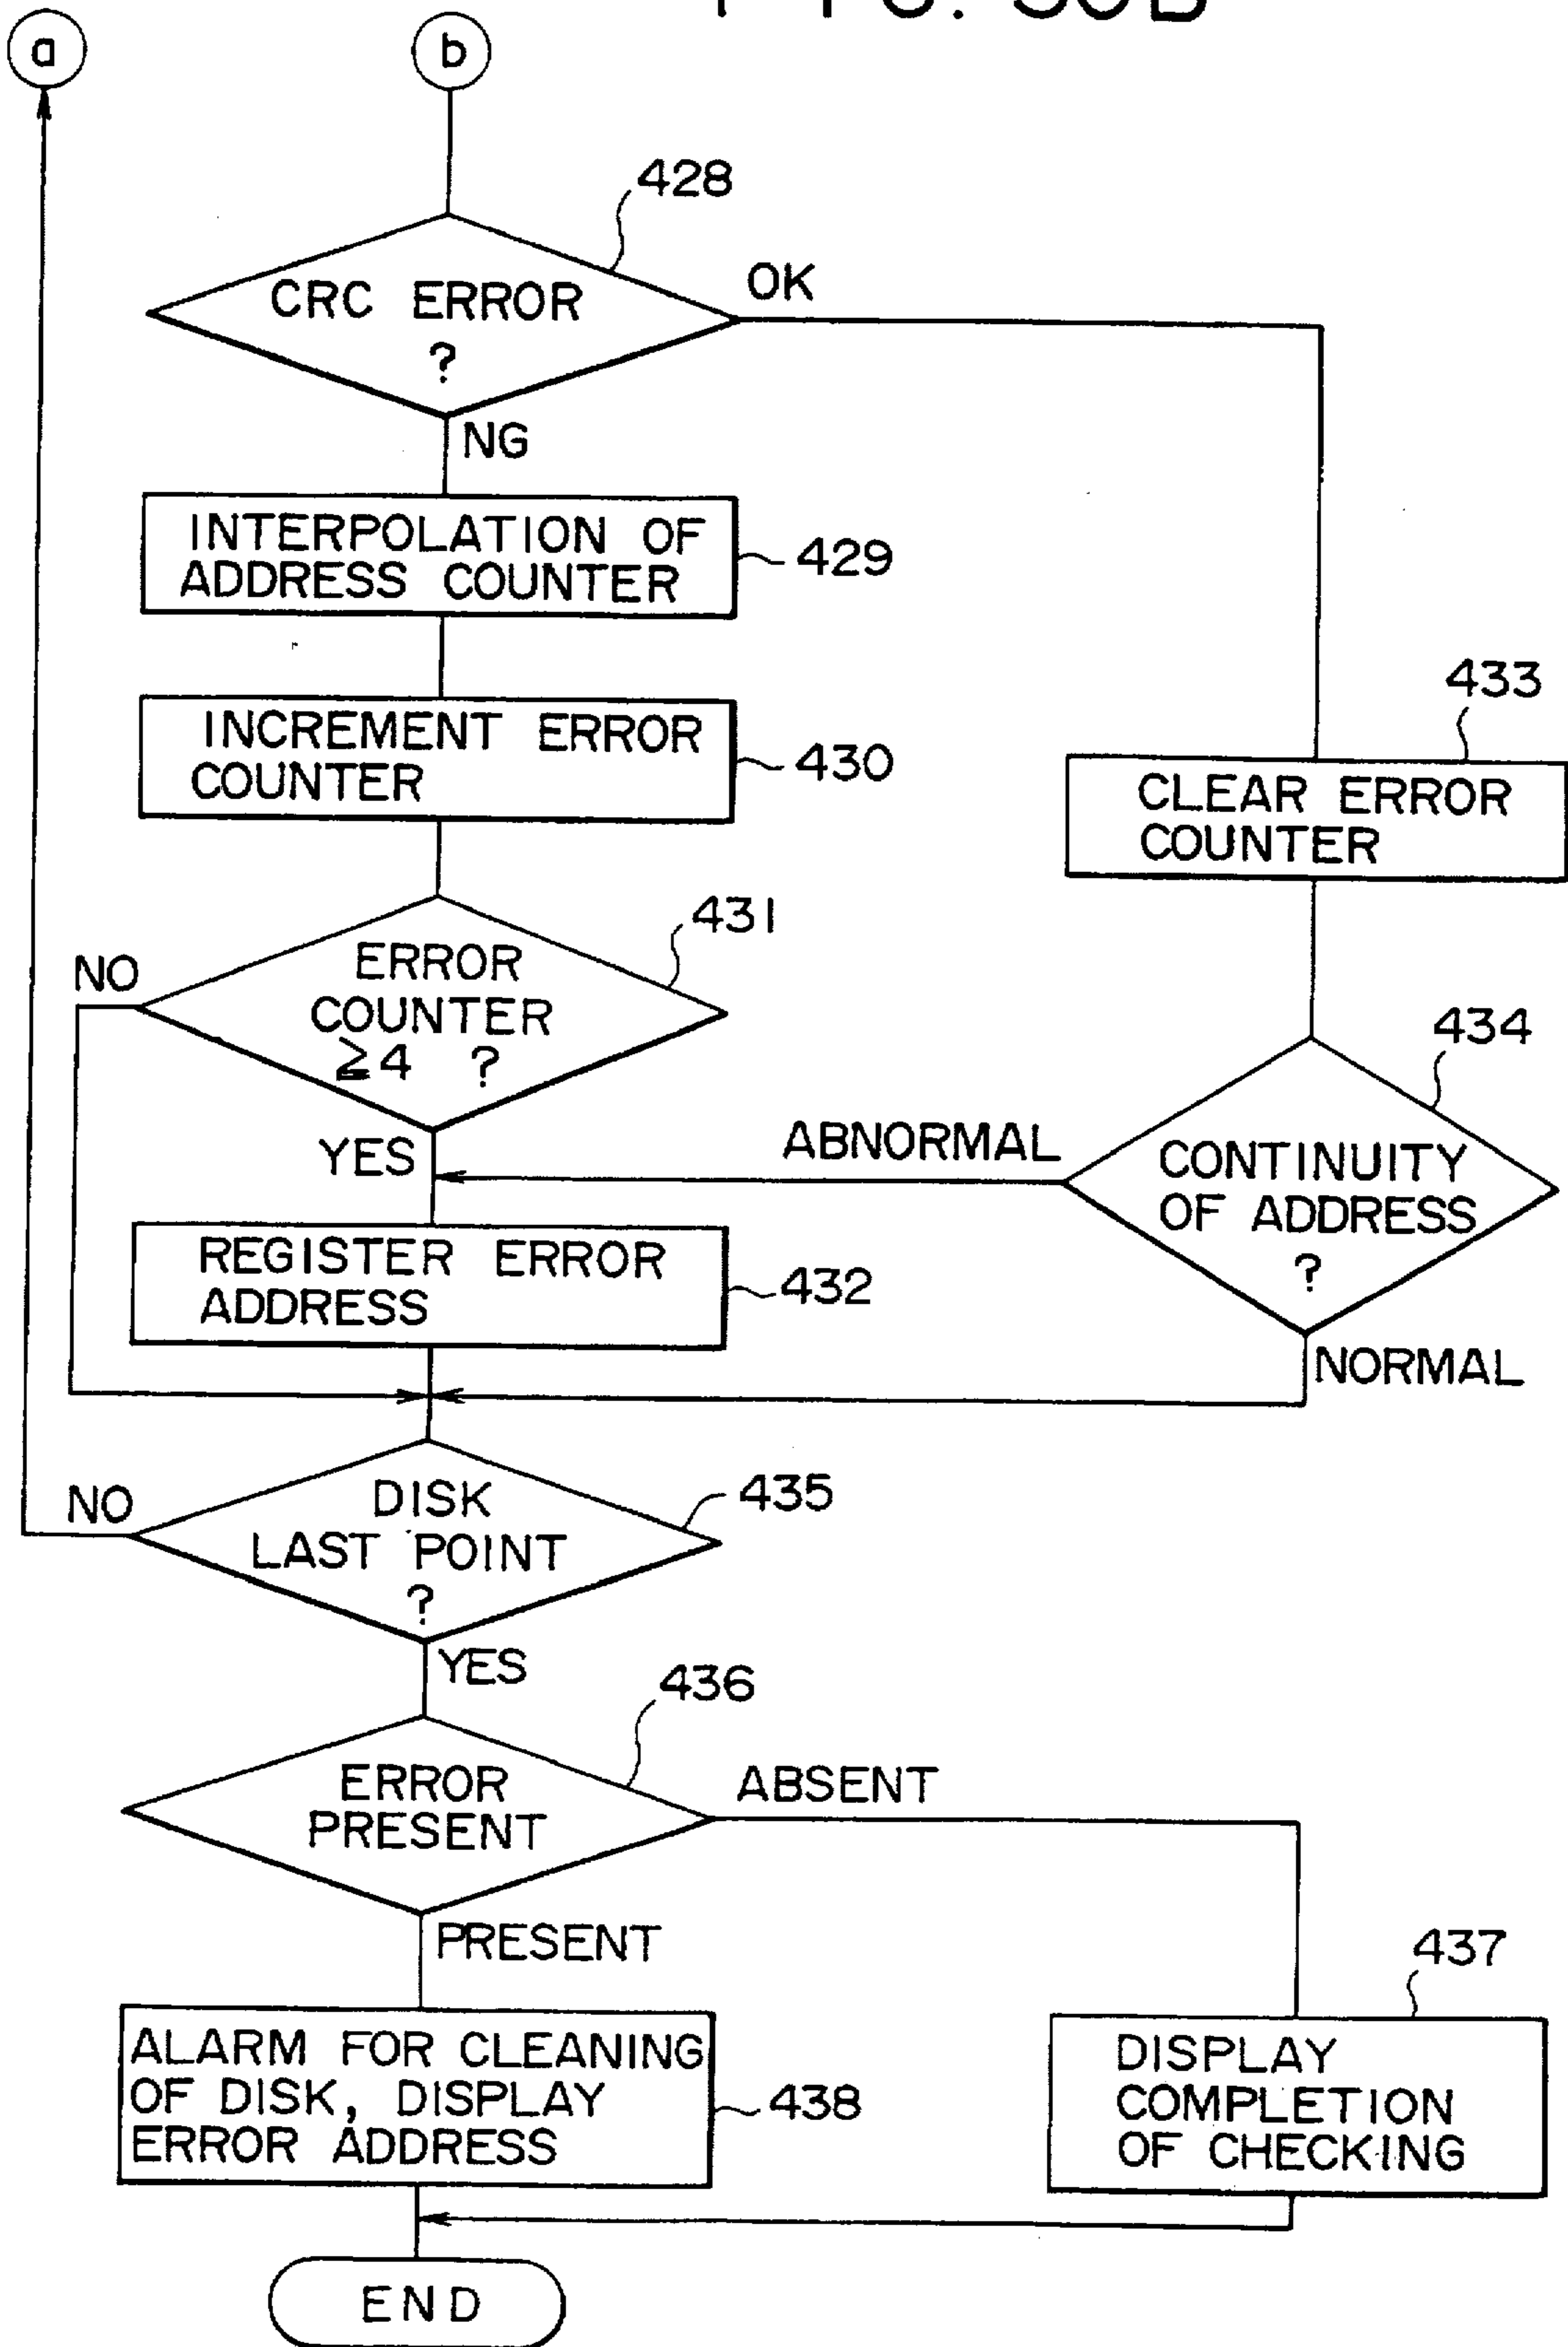 a
b
428
CRC ERROR
?
OK
NG
INTERPOLATION OF
ADDRESS COUNTER
429
INCREMENT ERROR
COUNTER
430
433
CLEAR ERROR
COUNTER
431
NO
ERROR
COUNTER
≧4 ?
YES
434
ABNORMAL
CONTINUITY
OF ADDRESS
?
NORMAL
REGISTER ERROR
ADDRESS
432
NO
DISK
LAST POINT
?
435
YES
436
ERROR
PRESENT
ABSENT
PRESENT
437
ALARM FOR CLEANING
OF DISK, DISPLAY
ERROR ADDRESS
438
DISPLAY
COMPLETION
OF CHECKING
END